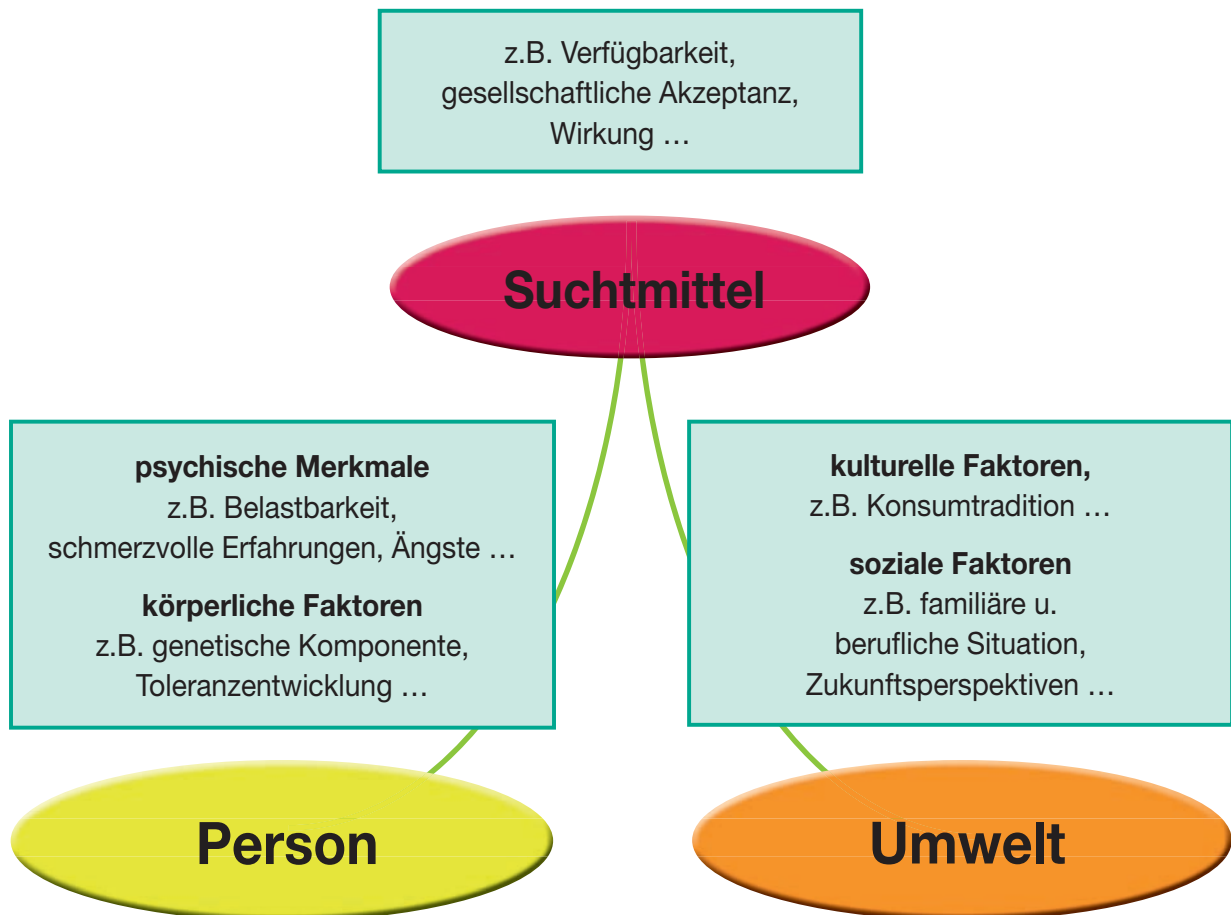 z.B. Verfügbarkeit,
gesellschaftliche Akzeptanz,
Wirkung …
Suchtmittel
psychische Merkmale
z.B. Belastbarkeit,
schmerzvolle Erfahrungen, Ängste …
körperliche Faktoren
z.B. genetische Komponente,
Toleranzentwicklung …
kulturelle Faktoren,
z.B. Konsumtradition …
soziale Faktoren
z.B. familiäre u.
berufliche Situation,
Zukunftsperspektiven …
Person
Umwelt